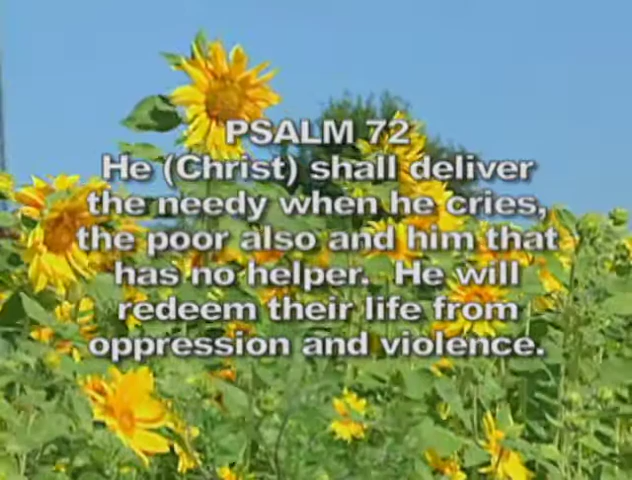 PSALM 72
He (Christ) shall deliver
the needy when he cries,
the poor also and him that
has no helper. He will
redeem their life from
oppression and violence.